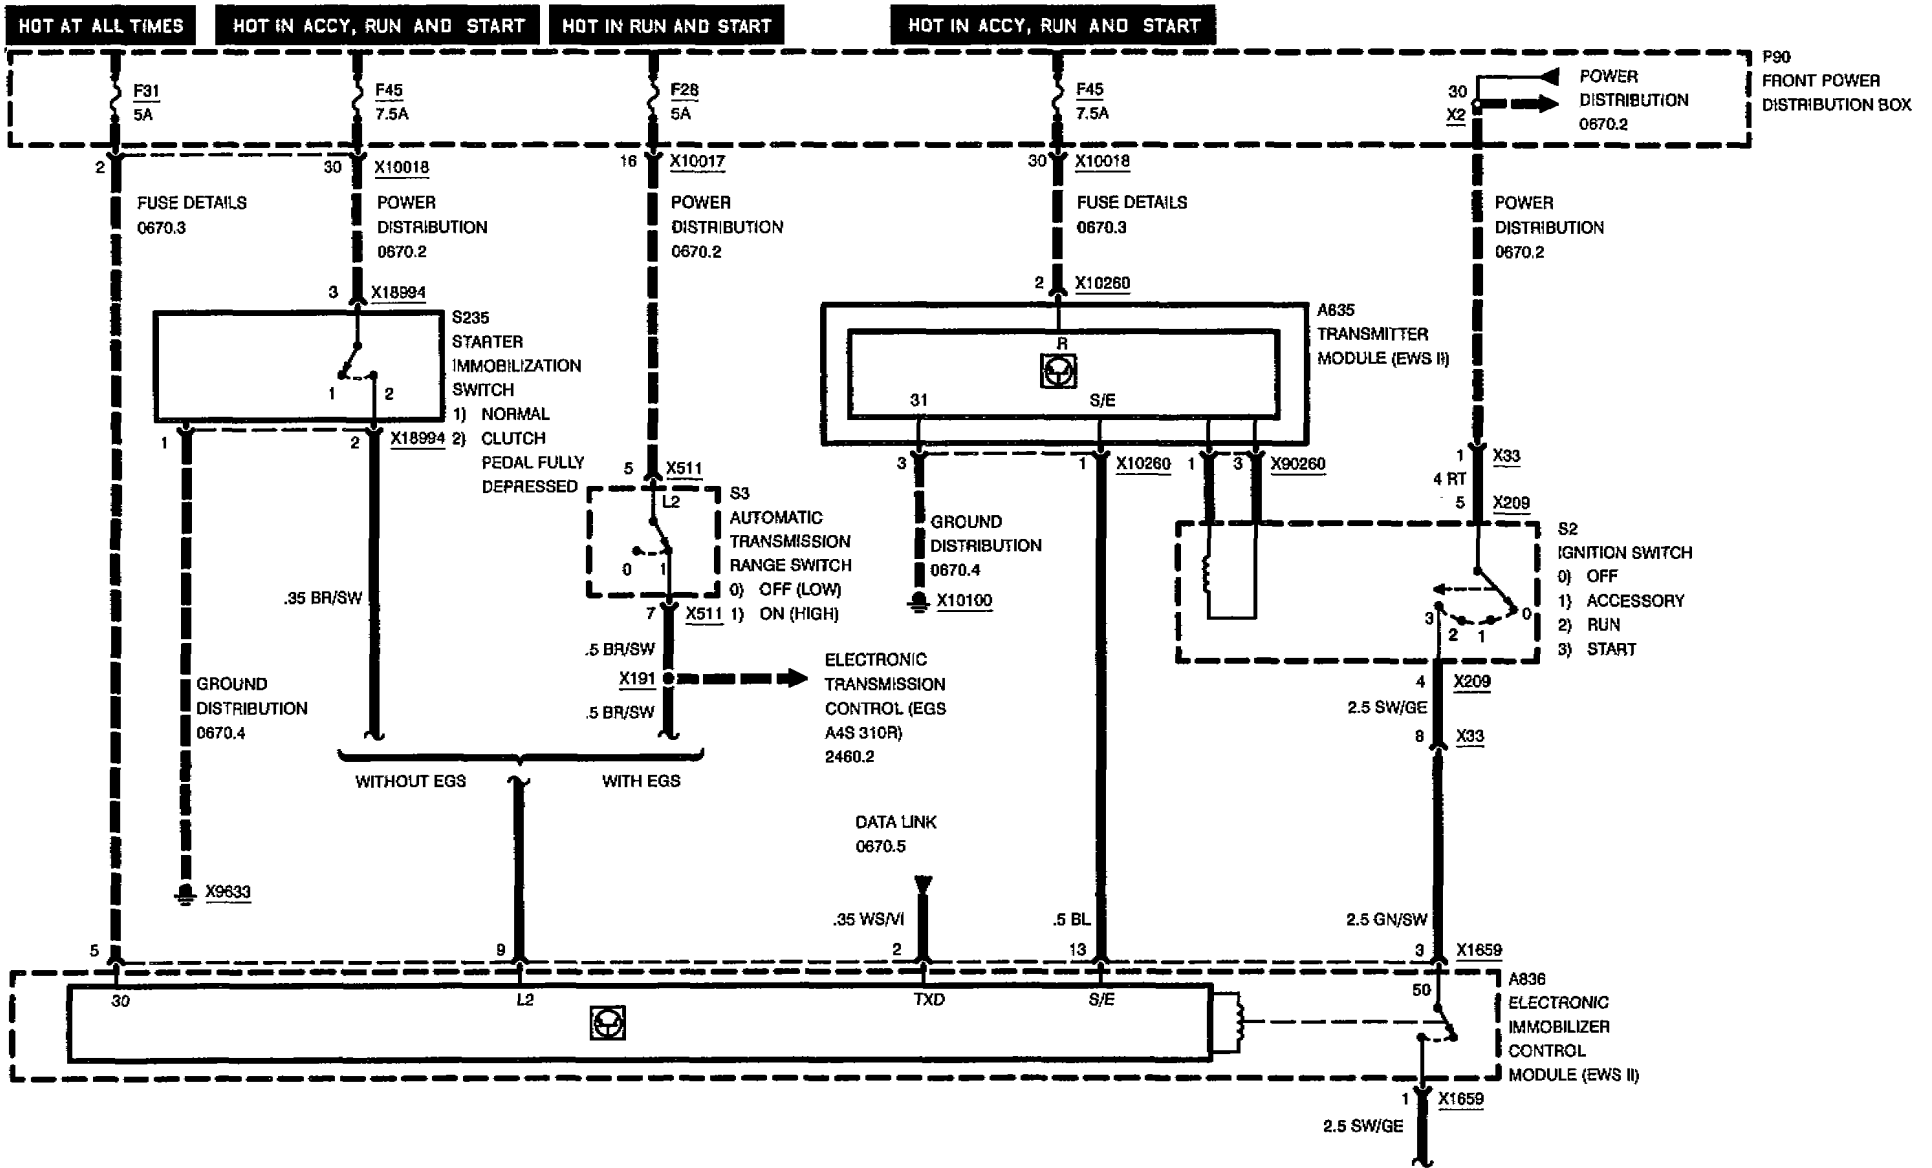 HOT AT ALL TIMES
HOT IN ACCY, RUN AND START
HOT IN RUN AND START
HOT IN ACCY, RUN AND START
F31
5A
F45
7.5A
F28
5A
F45
7.5A
30
X2
POWER
DISTRIBUTION
0670.2
P90
FRONT POWER
DISTRIBUTION BOX
2
30
X10018
16
X10017
30
X10018
FUSE DETAILS
0670.3
POWER
DISTRIBUTION
0670.2
POWER
DISTRIBUTION
0670.2
FUSE DETAILS
0670.3
POWER
DISTRIBUTION
0670.2
3
X18994
2
X10260
S235
STARTER
IMMOBILIZATION
SWITCH
1) NORMAL
2) CLUTCH
PEDAL FULLY
DEPRESSED
1
2
1
2
X18994
A835
TRANSMITTER
MODULE (EWS II)
R
31
S/E
3
1
X10260
1
3
X90260
1
X33
4 RT
5
X209
5
X511
L2
S3
AUTOMATIC
TRANSMISSION
RANGE SWITCH
0) OFF (LOW)
1) ON (HIGH)
0
1
7
X511
GROUND
DISTRIBUTION
0670.4
X10100
S2
IGNITION SWITCH
0) OFF
1) ACCESSORY
2) RUN
3) START
3
2
1
0
.35 BR/SW
.5 BR/SW
X191
.5 BR/SW
ELECTRONIC
TRANSMISSION
CONTROL (EGS
A4S 310R)
2460.2
4
X209
2.5 SW/GE
8
X33
GROUND
DISTRIBUTION
0670.4
WITHOUT EGS
WITH EGS
DATA LINK
0670.5
X9633
.35 WS/VI
.5 BL
2.5 GN/SW
5
9
2
13
3
X1659
30
L2
TXD
S/E
50
A836
ELECTRONIC
IMMOBILIZER
CONTROL
MODULE (EWS II)
1
X1659
2.5 SW/GE